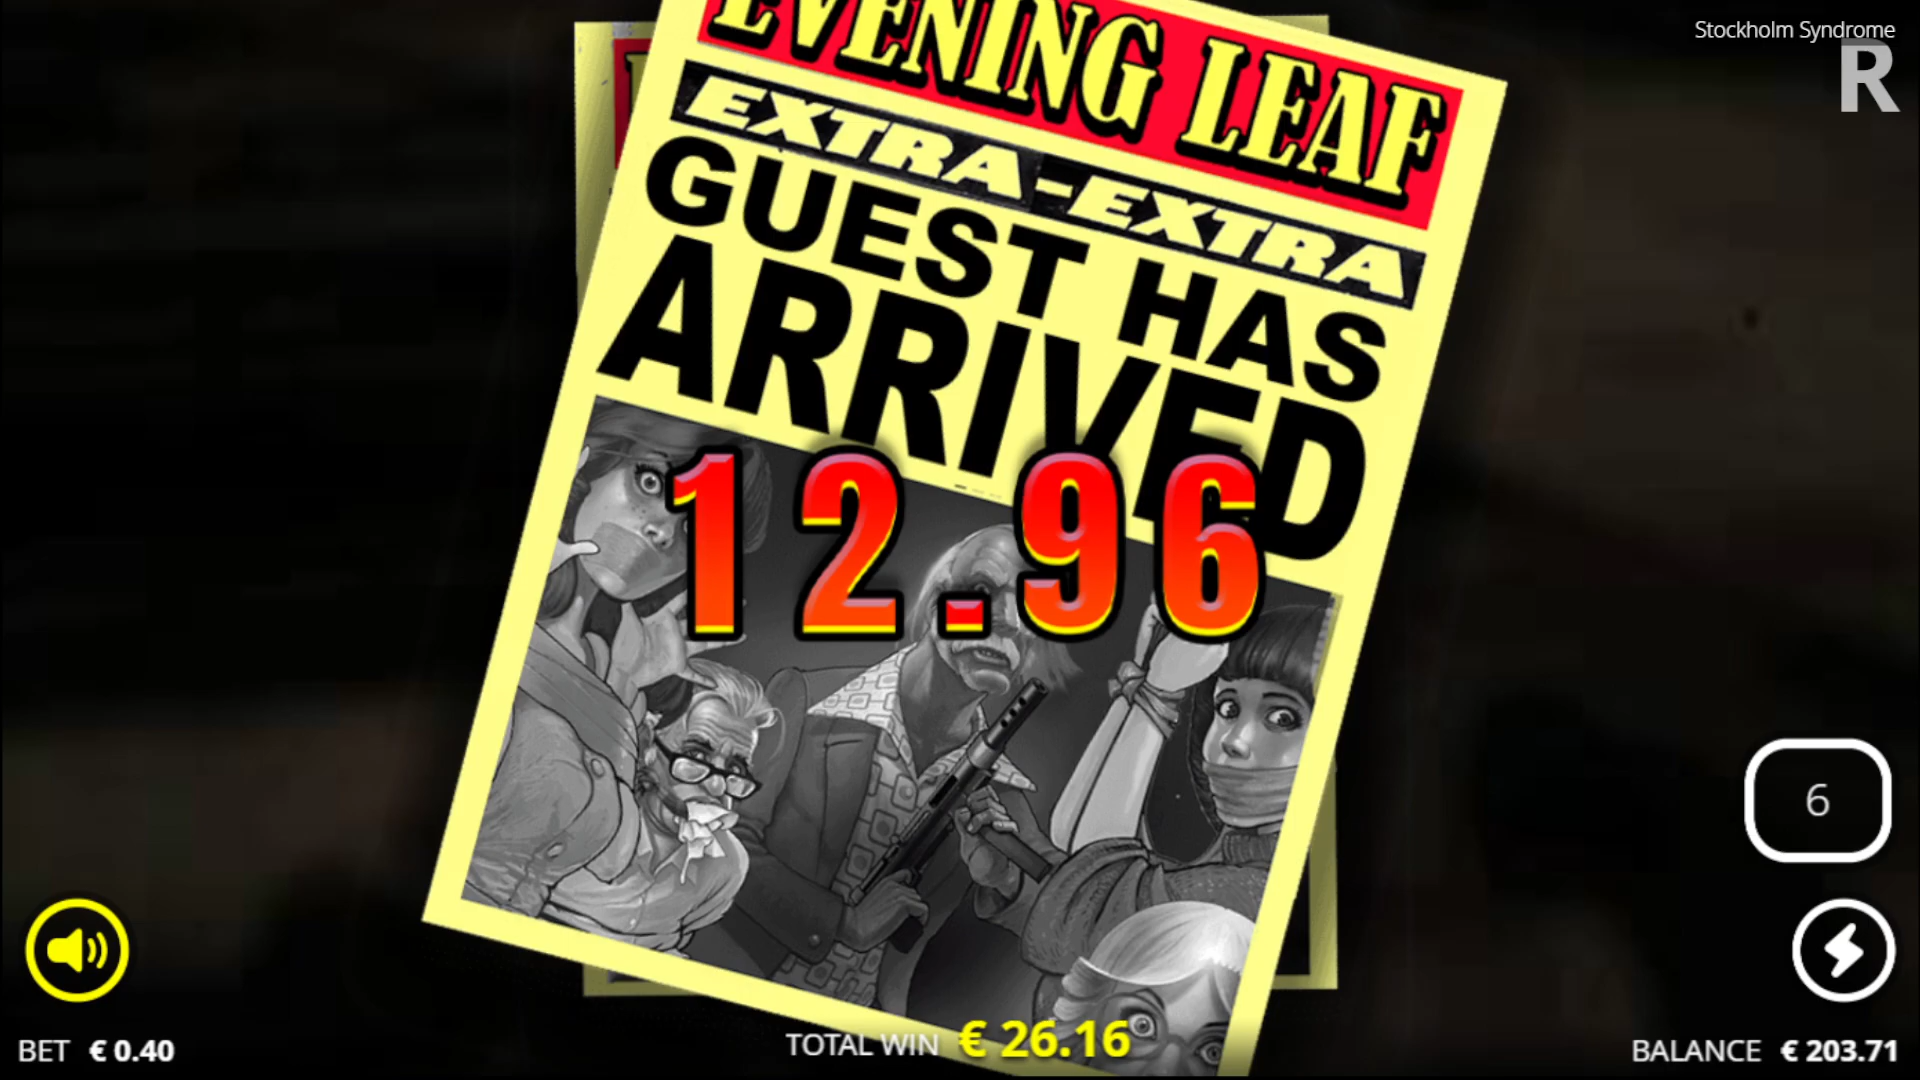 Stockholm Syndrome
R
EVENING LEAF
EXTRA-EXTRA
GUEST HAS
ARRIVED
12.96
6
BET € 0.40
TOTAL WIN € 26.16
BALANCE € 203.71